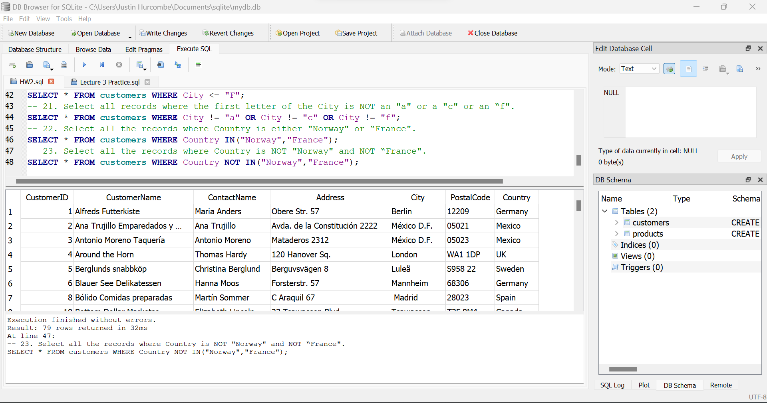 DB Browser for SQLite - C:\Users\Justin Hurcombe\Documents\sqlite\mydb.db
File Edit View Tools Help
New Database Open Database Write Changes Revert Changes Open Project Save Project Attach Database Close Database
Database Structure Browse Data Edit Pragmas Execute SQL
HW2.sql Lecture 3 Practice.sql
42 SELECT * FROM customers WHERE City <= "f";
43 -- 21. Select all records where the first letter of the City is NOT an "a" or a "c" or an "f".
44 SELECT * FROM customers WHERE City != "a" OR City != "c" OR City != "f";
45 -- 22. Select all the records where Country is either "Norway" or "France".
46 SELECT * FROM customers WHERE Country IN("Norway","France");
47 23. Select all the records where Country is NOT "Norway" and NOT "France".
48 SELECT * FROM customers WHERE Country NOT IN("Norway","France");
CustomerID CustomerName ContactName Address City PostalCode Country
1 1 Alfreds Futterkiste Maria Anders Obere Str. 57 Berlin 12209 Germany
2 2 Ana Trujillo Emparedados y ... Ana Trujillo Avda. de la Constitución 2222 México D.F. 05021 Mexico
3 3 Antonio Moreno Taquería Antonio Moreno Mataderos 2312 México D.F. 05023 Mexico
4 4 Around the Horn Thomas Hardy 120 Hanover Sq. London WA1 1DP UK
5 5 Berglunds snabbköp Christina Berglund Berguvsvägen 8 Luleå S958 22 Sweden
6 6 Blauer See Delikatessen Hanna Moos Forsterstr. 57 Mannheim 68306 Germany
7 8 Bólido Comidas preparadas Martín Sommer C Araquil 67 Madrid 28023 Spain
Execution finished without errors.
Result: 79 rows returned in 32ms
At line 47:
-- 23. Select all the records where Country is NOT "Norway" and NOT "France".
SELECT * FROM customers WHERE Country NOT IN("Norway","France");
Edit Database Cell
Mode: Text
NULL
Type of data currently in cell: NULL
0 byte(s)
Apply
DB Schema
Name Type Schema
Tables (2)
customers CREATE
products CREATE
Indices (0)
Views (0)
Triggers (0)
SQL Log Plot DB Schema Remote
UTF-8